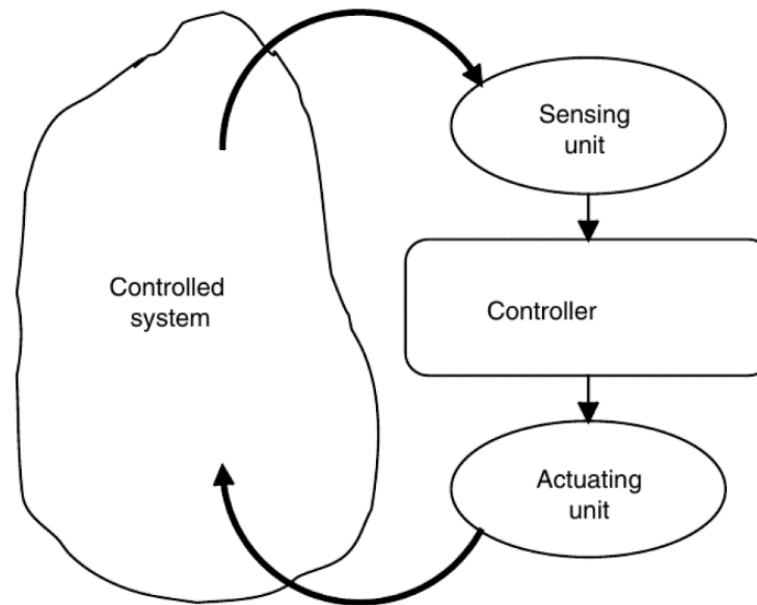 Sensing
unit
Controlled
system
Controller
Actuating
unit